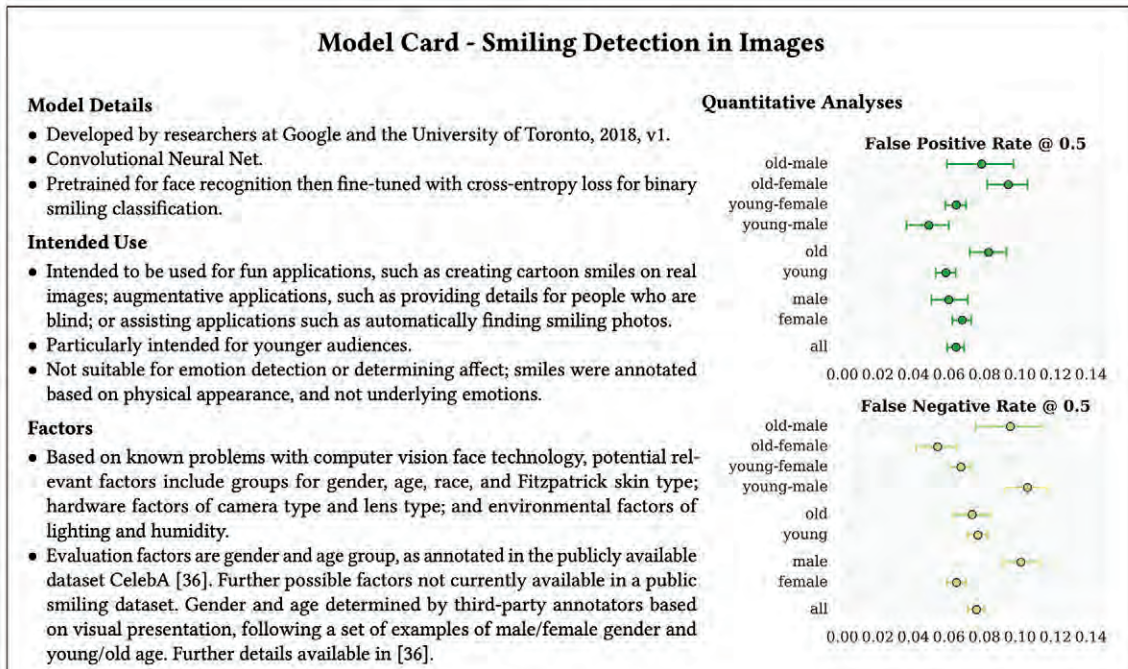 Model Card - Smiling Detection in Images
Model Details
• Developed by researchers at Google and the University of Toronto, 2018, v1.
• Convolutional Neural Net.
• Pretrained for face recognition then fine-tuned with cross-entropy loss for binary
smiling classification.
Intended Use
• Intended to be used for fun applications, such as creating cartoon smiles on real
images; augmentative applications, such as providing details for people who are
blind; or assisting applications such as automatically finding smiling photos.
• Particularly intended for younger audiences.
• Not suitable for emotion detection or determining affect; smiles were annotated
based on physical appearance, and not underlying emotions.
Factors
• Based on known problems with computer vision face technology, potential rel-
evant factors include groups for gender, age, race, and Fitzpatrick skin type;
hardware factors of camera type and lens type; and environmental factors of
lighting and humidity.
• Evaluation factors are gender and age group, as annotated in the publicly available
dataset CelebA [36]. Further possible factors not currently available in a public
smiling dataset. Gender and age determined by third-party annotators based
on visual presentation, following a set of examples of male/female gender and
young/old age. Further details available in [36].
Quantitative Analyses
False Positive Rate @ 0.5
old-male
old-female
young-female
young-male
old
young
male
female
all
0.00 0.02 0.04 0.06 0.08 0.10 0.12 0.14
False Negative Rate @ 0.5
old-male
old-female
young-female
young-male
old
young
male
female
all
0.00 0.02 0.04 0.06 0.08 0.10 0.12 0.14